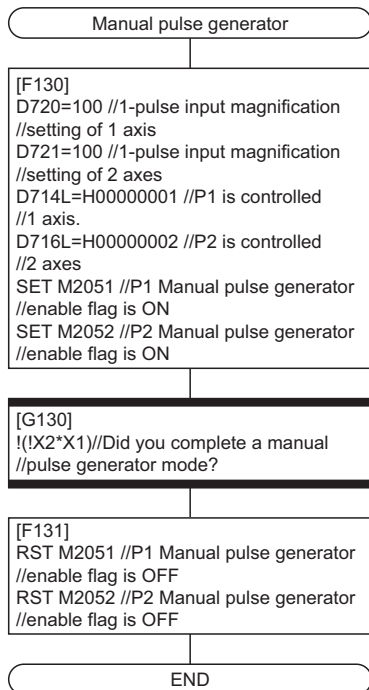 Manual pulse generator
[F130]
D720=100 //1-pulse input magnification
//setting of 1 axis
D721=100 //1-pulse input magnification
//setting of 2 axes
D714L=H00000001 //P1 is controlled
//1 axis.
D716L=H00000002 //P2 is controlled
//2 axes
SET M2051 //P1 Manual pulse generator
//enable flag is ON
SET M2052 //P2 Manual pulse generator
//enable flag is ON
[G130]
!(!X2*X1)//Did you complete a manual
//pulse generator mode?
[F131]
RST M2051 //P1 Manual pulse generator
//enable flag is OFF
RST M2052 //P2 Manual pulse generator
//enable flag is OFF
END